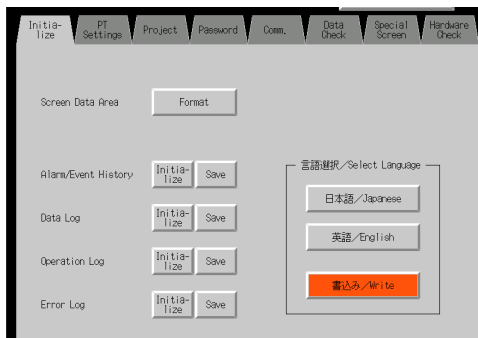 Initia-
lize
PT
Settings
Project
Password
Comm.
Data
Check
Special
Screen
Hardware
Check
Screen Data Area
Format
Alarm/Event History
Initia-
lize
Save
Data Log
Initia-
lize
Save
Operation Log
Initia-
lize
Save
Error Log
Initia-
lize
Save
言語選択/Select Language
日本語/Japanese
英語/English
書込み/Write